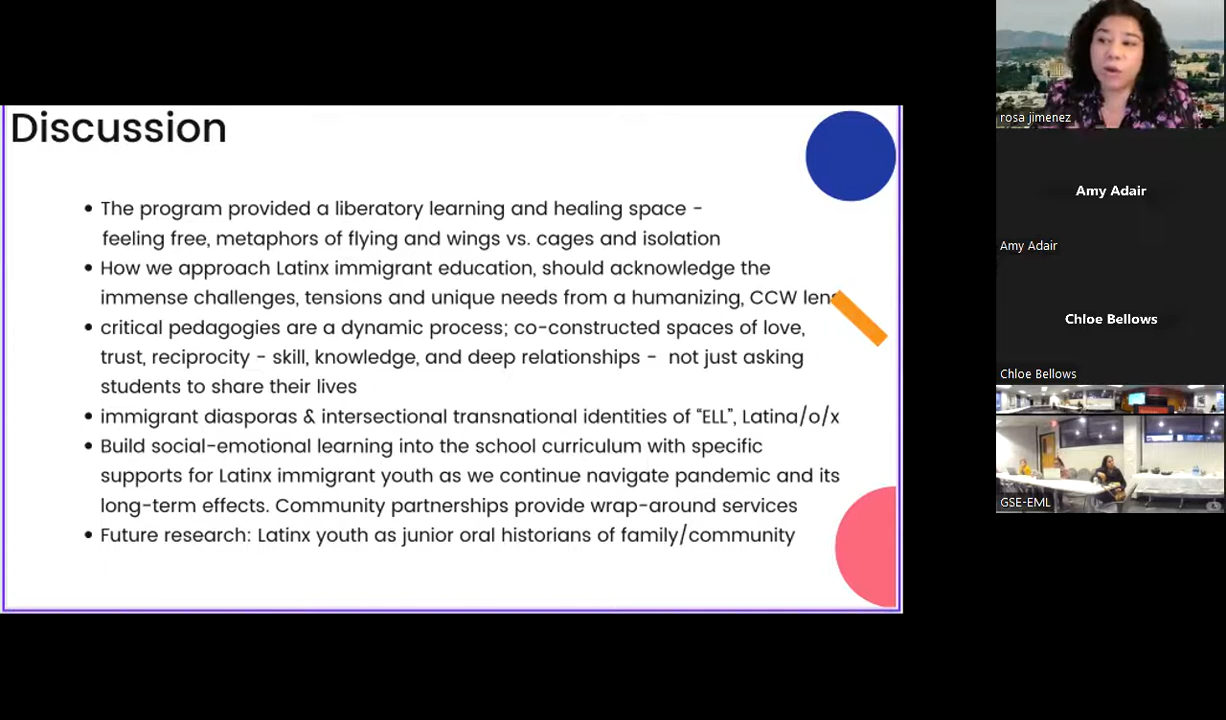 Discussion
• The program provided a liberatory learning and healing space -
feeling free, metaphors of flying and wings vs. cages and isolation
• How we approach Latinx immigrant education, should acknowledge the
immense challenges, tensions and unique needs from a humanizing, CCW lens
• critical pedagogies are a dynamic process; co-constructed spaces of love,
trust, reciprocity - skill, knowledge, and deep relationships - not just asking
students to share their lives
• immigrant diasporas & intersectional transnational identities of “ELL”, Latina/o/x
• Build social-emotional learning into the school curriculum with specific
supports for Latinx immigrant youth as we continue navigate pandemic and its
long-term effects. Community partnerships provide wrap-around services
• Future research: Latinx youth as junior oral historians of family/community
rosa jimenez
Amy Adair
Amy Adair
Chloe Bellows
Chloe Bellows
GSE-EML